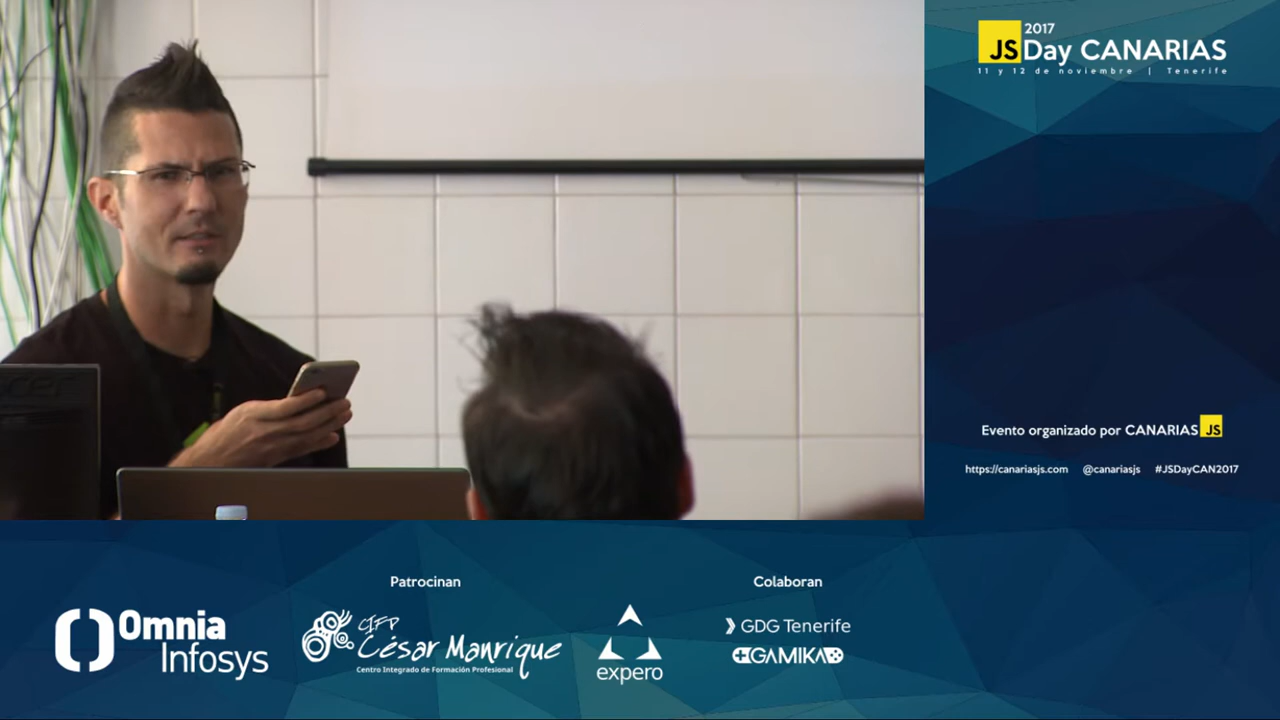 2017
JS Day CANARIAS
11 y 12 de noviembre | Tenerife
acer
Evento organizado por CANARIAS JS
https://canariasjs.com @canariasjs #JSDayCAN2017
Patrocinan
Colaboran
Omnia
Infosys
CIFP
César Manrique
Centro Integrado de Formación Profesional
expero
GDG Tenerife
GAMIKA